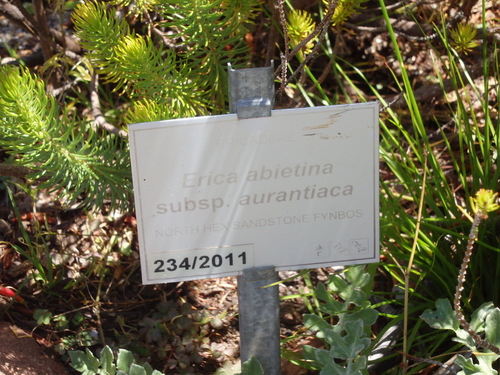 Erica abietina
subsp. aurantiaca
NORTH HEX SANDSTONE FYNBOS
234/2011